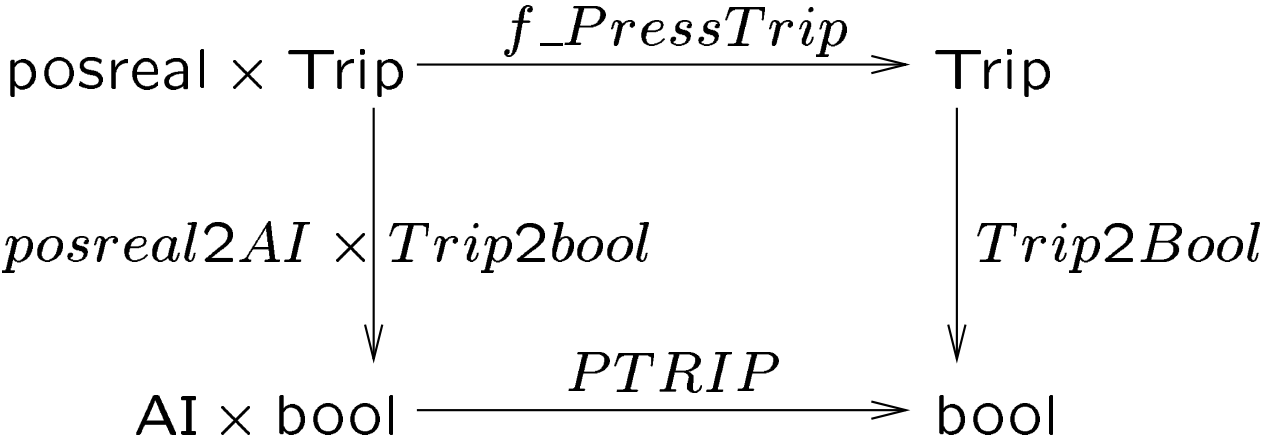 f_PressTrip
posreal × Trip Trip
posreal2AI × Trip2bool Trip2Bool
PTRIP
AI × bool bool